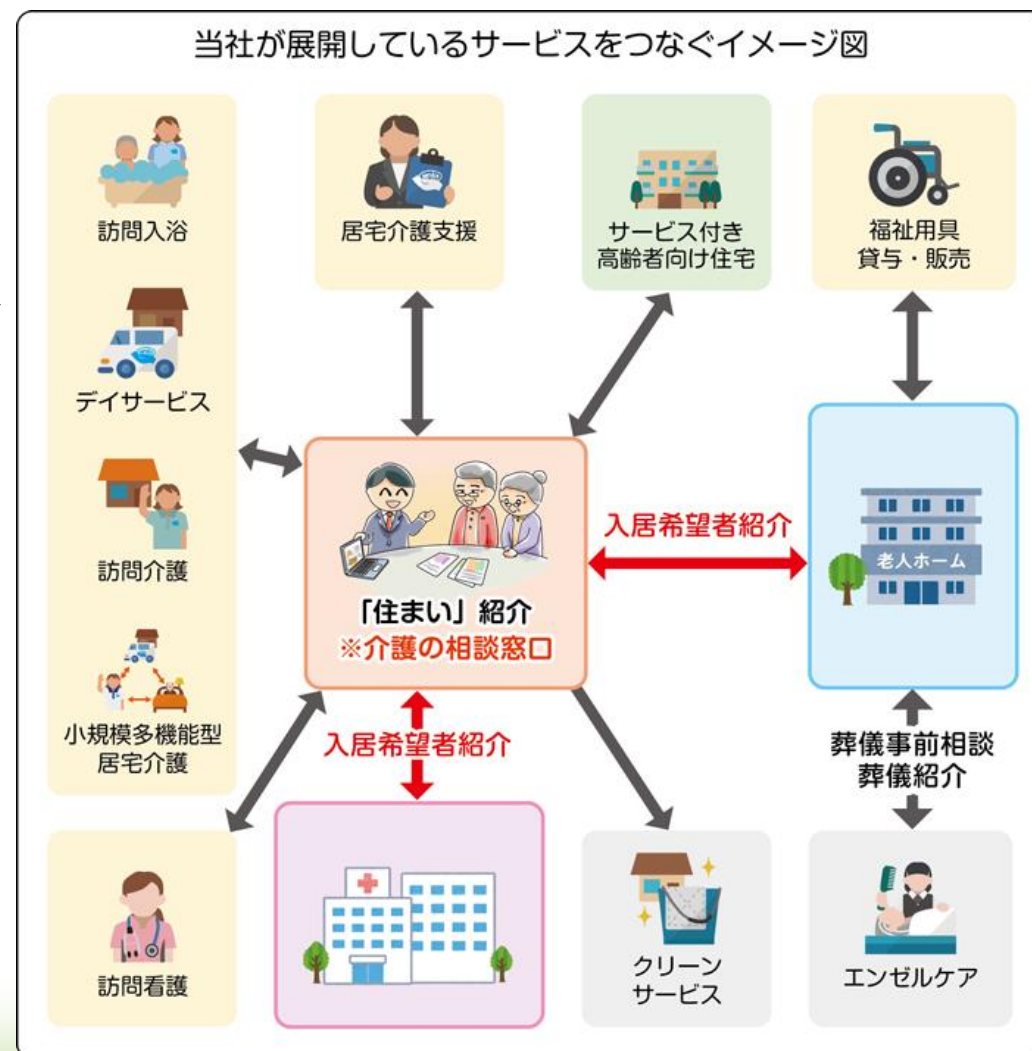 当社が展開しているサービスをつなぐイメージ図
訪問入浴
デイサービス
訪問介護
小規模多機能型
居宅介護
居宅介護支援
サービス付き
高齢者向け住宅
福祉用具
貸与・販売
「住まい」紹介
※介護の相談窓口
入居希望者紹介
老人ホーム
入居希望者紹介
葬儀事前相談
葬儀紹介
訪問看護
クリーン
サービス
エンゼルケア